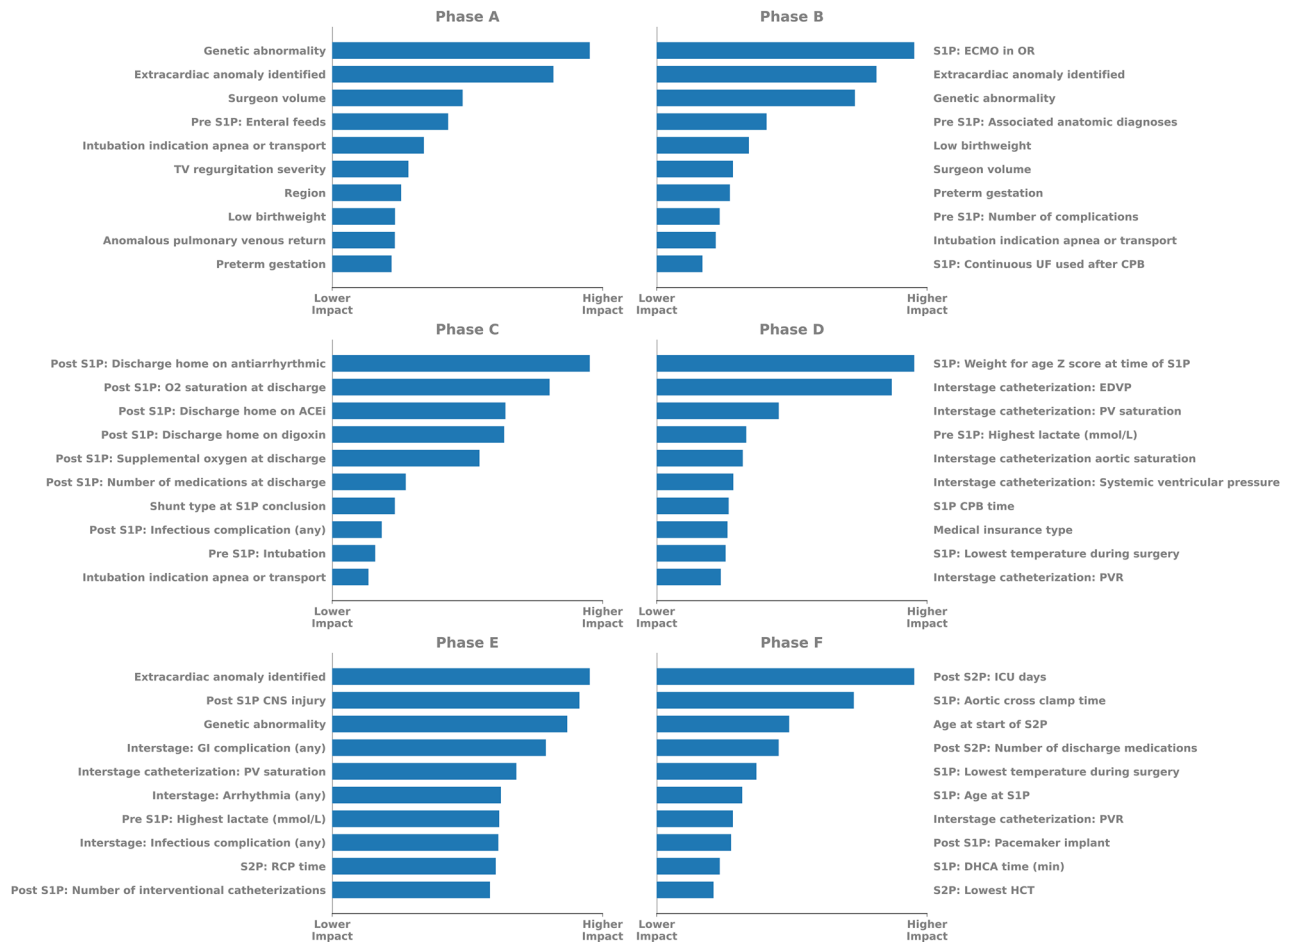 Phase A
Genetic abnormality
Extracardiac anomaly identified
Surgeon volume
Pre S1P: Enteral feeds
Intubation indication apnea or transport
TV regurgitation severity
Region
Low birthweight
Anomalous pulmonary venous return
Preterm gestation
Lower
Impact
Higher
Impact
Phase B
S1P: ECMO in OR
Extracardiac anomaly identified
Genetic abnormality
Pre S1P: Associated anatomic diagnoses
Low birthweight
Surgeon volume
Preterm gestation
Pre S1P: Number of complications
Intubation indication apnea or transport
S1P: Continuous UF used after CPB
Lower
Impact
Higher
Impact
Phase C
Post S1P: Discharge home on antiarrhyrthmic
Post S1P: O2 saturation at discharge
Post S1P: Discharge home on ACEi
Post S1P: Discharge home on digoxin
Post S1P: Supplemental oxygen at discharge
Post S1P: Number of medications at discharge
Shunt type at S1P conclusion
Post S1P: Infectious complication (any)
Pre S1P: Intubation
Intubation indication apnea or transport
Lower
Impact
Higher
Impact
Phase D
S1P: Weight for age Z score at time of S1P
Interstage catheterization: EDVP
Interstage catheterization: PV saturation
Pre S1P: Highest lactate (mmol/L)
Interstage catheterization aortic saturation
Interstage catheterization: Systemic ventricular pressure
S1P CPB time
Medical insurance type
S1P: Lowest temperature during surgery
Interstage catheterization: PVR
Lower
Impact
Higher
Impact
Phase E
Extracardiac anomaly identified
Post S1P CNS injury
Genetic abnormality
Interstage: GI complication (any)
Interstage catheterization: PV saturation
Interstage: Arrhythmia (any)
Pre S1P: Highest lactate (mmol/L)
Interstage: Infectious complication (any)
S2P: RCP time
Post S1P: Number of interventional catheterizations
Lower
Impact
Higher
Impact
Phase F
Post S2P: ICU days
S1P: Aortic cross clamp time
Age at start of S2P
Post S2P: Number of discharge medications
S1P: Lowest temperature during surgery
S1P: Age at S1P
Interstage catheterization: PVR
Post S1P: Pacemaker implant
S1P: DHCA time (min)
S2P: Lowest HCT
Lower
Impact
Higher
Impact